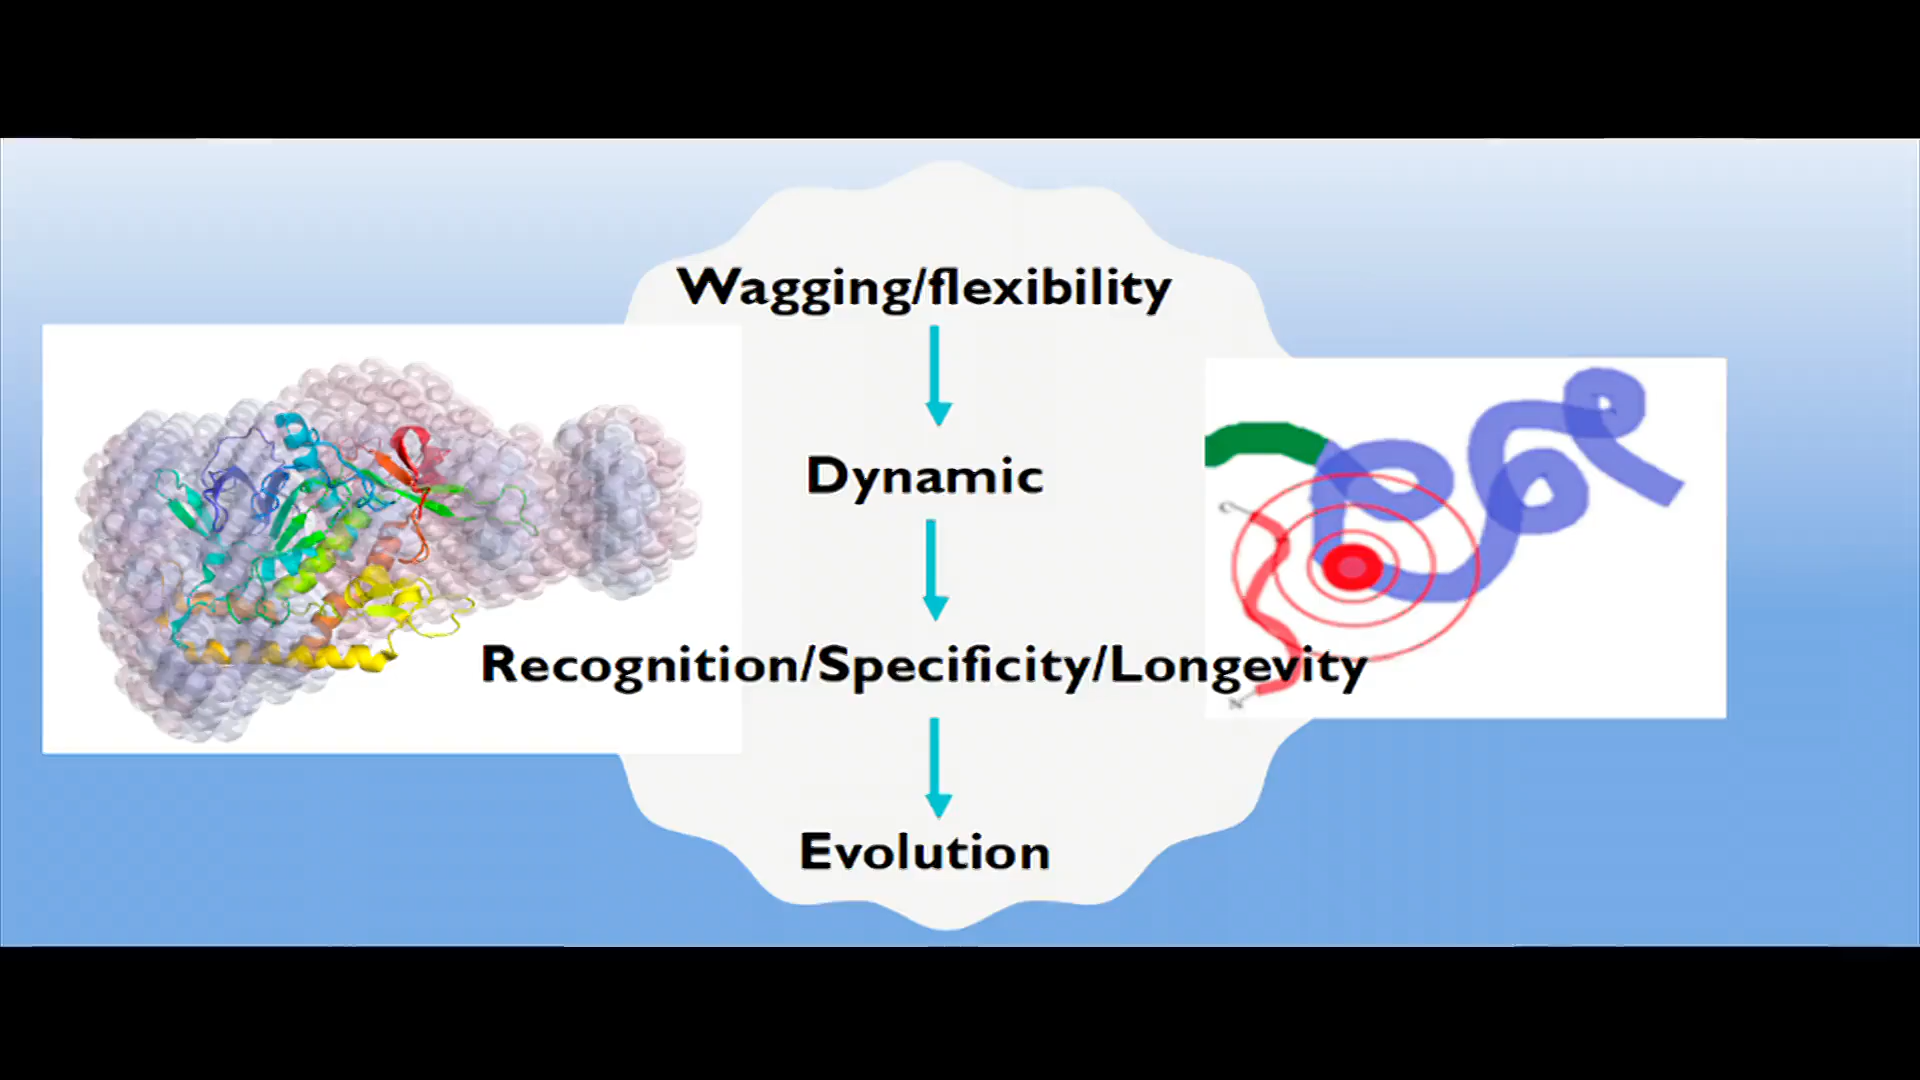 Wagging/flexibility
Dynamic
C
Recognition/Specificity/Longevity
N
Evolution